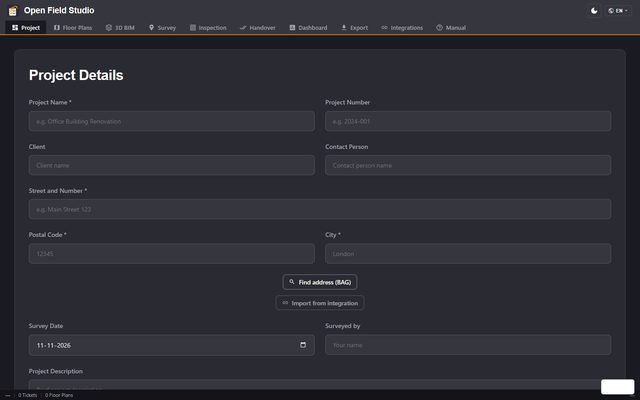 Open Field Studio
EN
Project
Floor Plans
3D BIM
Survey
Inspection
Handover
Dashboard
Export
Integrations
Manual
Project Details
Project Name *
Project Number
e.g. Office Building Renovation
e.g. 2024-001
Client
Contact Person
Client name
Contact person name
Street and Number *
e.g. Main Street 123
Postal Code *
City *
12345
London
Find address (BAG)
Import from integration
Survey Date
Surveyed by
11-11-2026
Your name
Project Description
0 Tickets
0 Floor Plans